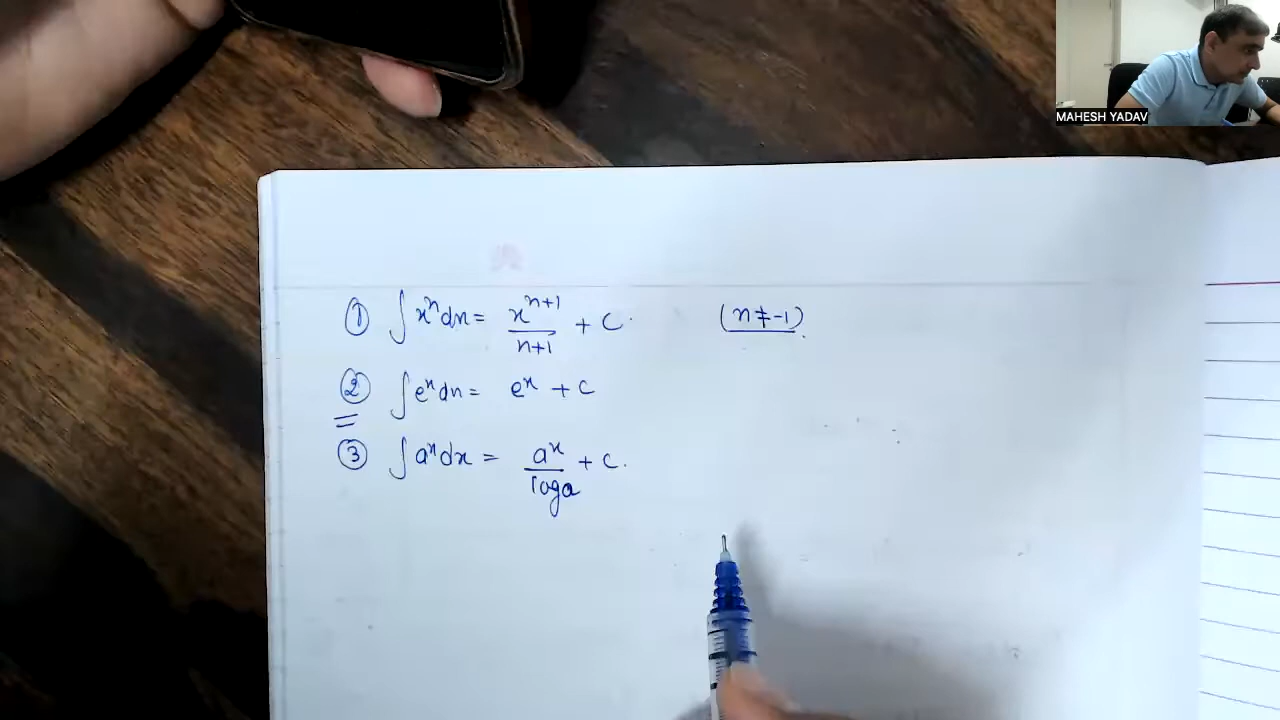 MAHESH YADAV
① ∫xⁿdx = xⁿ⁺¹/n+1 + C. (n≠-1).
② ∫eˣdx = eˣ + C
③ ∫aˣdx = aˣ/loga + C.